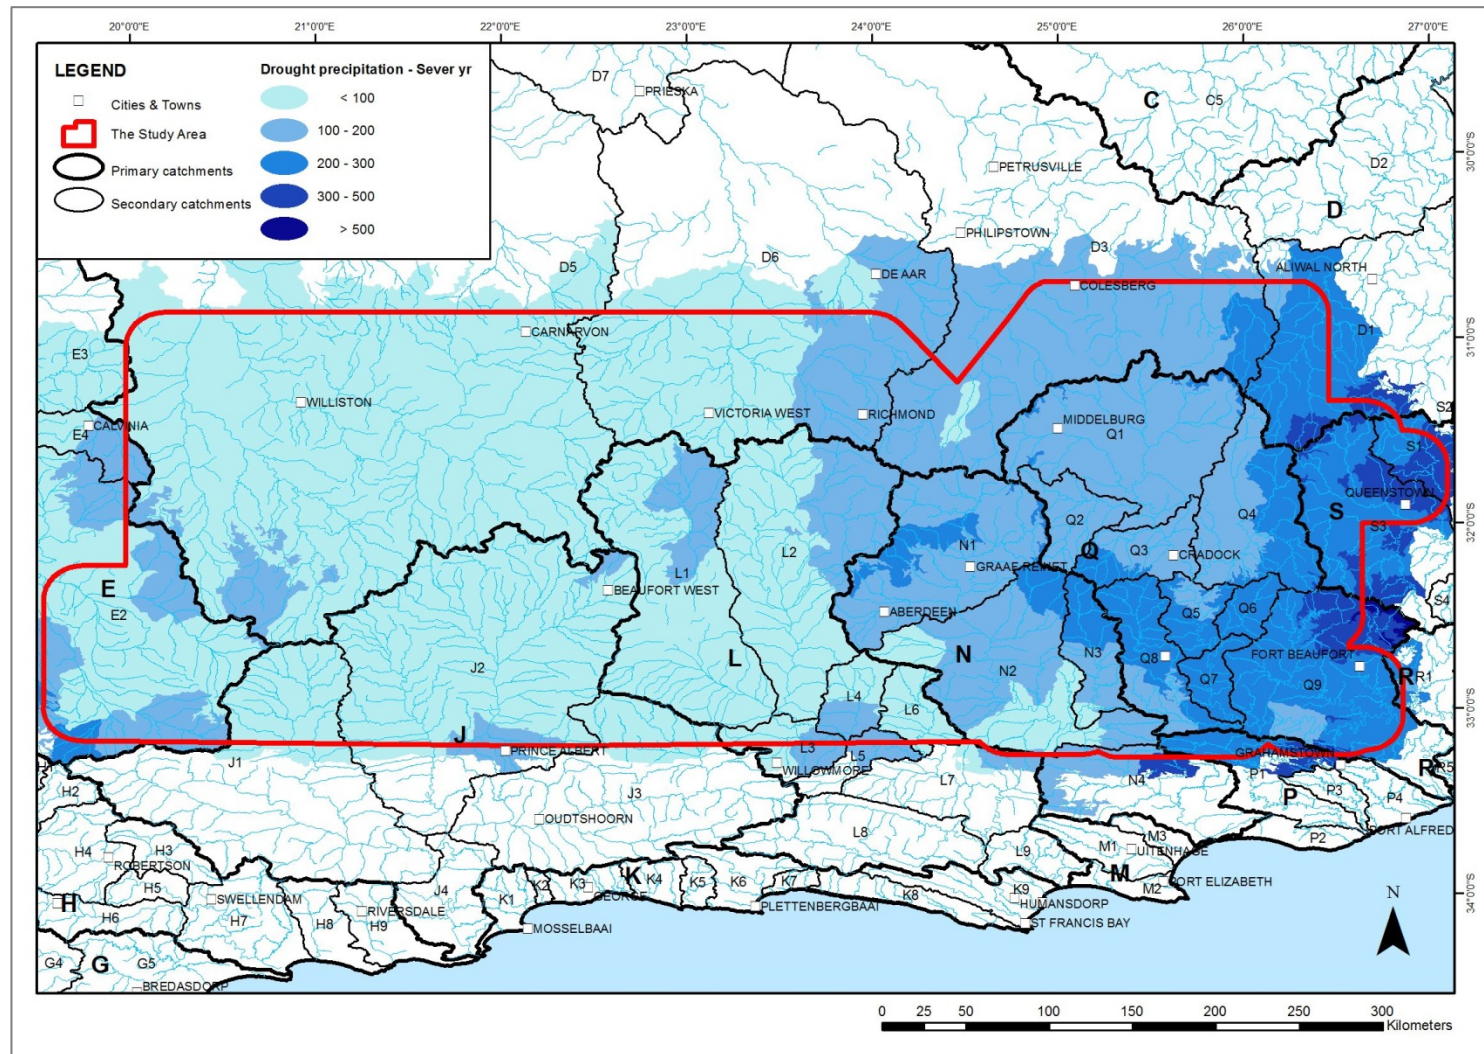 20°0'0"E 21°0'0"E 22°0'0"E 23°0'0"E 24°0'0"E 25°0'0"E 26°0'0"E 27°0'0"E
LEGEND
Cities & Towns
The Study Area
Primary catchments
Secondary catchments
Drought precipitation - Sever yr
< 100
100 - 200
200 - 300
300 - 500
> 500
D7
PRIESKA
C
C5
PETRUSVILLE
D2
30°0'0"S
D
PHILIPSTOWN
D3
D5
D6
DE AAR
COLESBERG
ALIWAL NORTH
D1
31°0'0"S
CARNARVON
E3
WILLISTON
VICTORIA WEST
RICHMOND
MIDDELBURG
Q1
S2
CALVINIA
E4
S1
QUEENSTOWN
S
S3
32°0'0"S
Q2
Q4
L2
N1
Q
Q3
CRADOCK
GRAAF REINET
L1
BEAUFORT WEST
E
E2
ABERDEEN
Q5
Q6
S4
J2
L
N
N2
N3
Q8
FORT BEAUFORT
Q7
Q9
R
R1
L4
L6
33°0'0"S
J
PRINCE ALBERT
L3
L5
WILLOWMORE
GRAHAMSTOWN
J1
H2
L7
N4
P1
P3
P
P4
R
R5
J3
OUDTSHOORN
PORT ALFRED
P2
H4
H3
ROBERTSON
L8
L9
M1
M3
UITENHAGE
M
M2
PORT ELIZABETH
H5
H
H6
SWELLENDAM
H7
H8
RIVERSDALE
H9
J4
K1
K2
K3
GEORGE
K
K4
K5
K6
K7
K8
K9
HUMANSDORP
PLETTENBERGBAAI
ST FRANCIS BAY
34°0'0"S
MOSSELBAAI
G4
G
G5
BREDASDORP
N
0 25 50 100 150 200 250 300
Kilometers